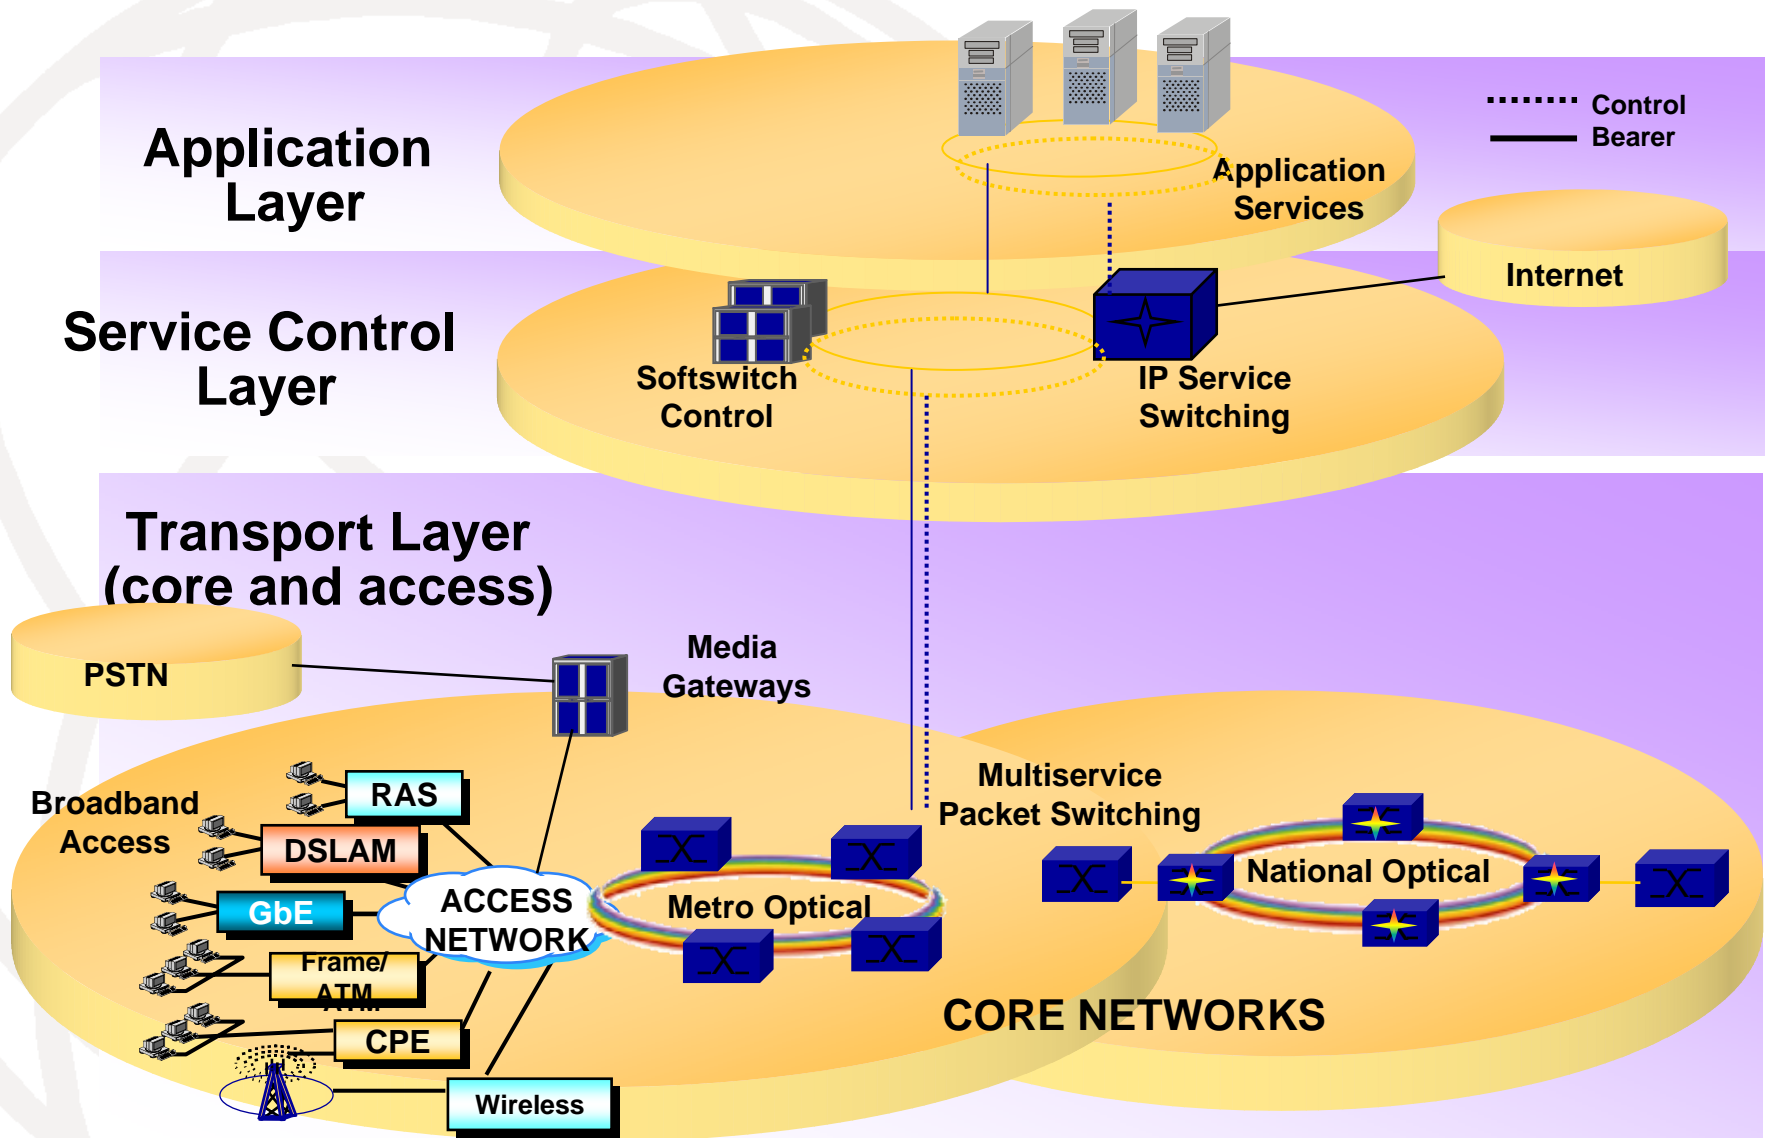 Application
Layer
Control
Bearer
Application
Services
Internet
Service Control
Layer
Softswitch
Control
IP Service
Switching
Transport Layer
(core and access)
PSTN
Media
Gateways
Broadband
Access
RAS
DSLAM
GbE
Frame/
ATM
CPE
Wireless
ACCESS
NETWORK
Metro Optical
Multiservice
Packet Switching
National Optical
CORE NETWORKS